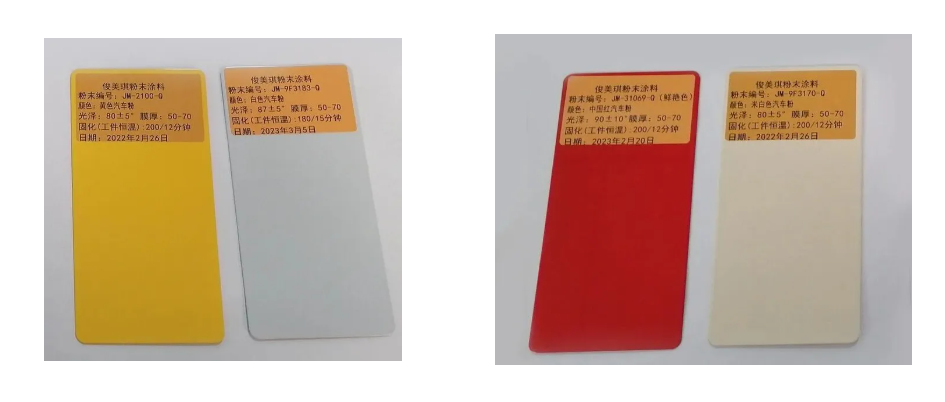 俊美琪粉末涂料
粉末编号: JM-2100-Q
颜色: 黄色汽车粉
光泽: 80±5° 膜厚: 50-70
固化(工件恒温):200/12分钟
日期: 2022年2月26日
俊美琪粉末涂料
粉末编号: JM-9F3183-Q
颜色: 白色汽车粉
光泽: 87±5° 膜厚: 50-70
固化(工件恒温):180/15分钟
日期: 2023年3月5日
俊美琪粉末涂料
粉末编号: JM-31069-Q (鲜艳色)
颜色: 中国红汽车粉
光泽: 90±10°膜厚: 50-70
固化(工件恒温):200/12分钟
日期: 2023年2月20日
俊美琪粉末涂料
粉末编号: JM-9F3170-Q
颜色: 米白色汽车粉
光泽: 80±5° 膜厚: 50-70
固化(工件恒温):200/12分钟
日期: 2022年2月26日